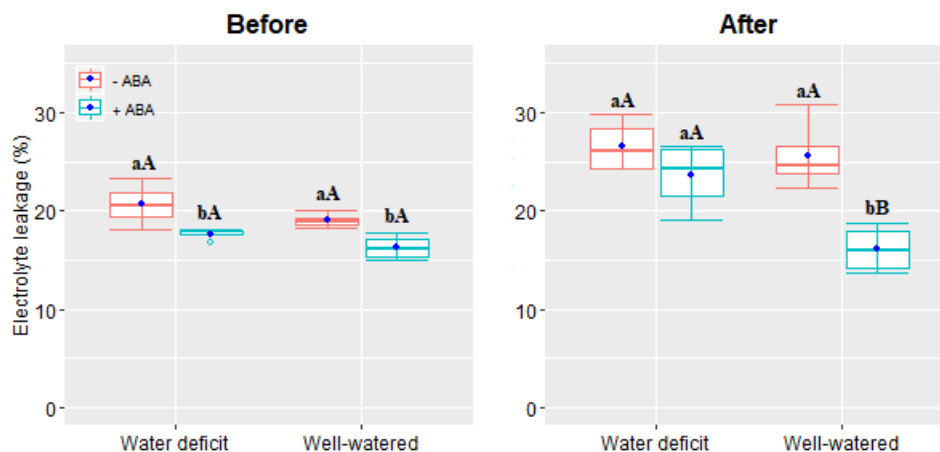 Before
After
Electrolyte leakage (%)
30
20
10
0
- ABA
+ ABA
aA
bA
aA
bA
Water deficit
Well-watered
30
20
10
0
aA
aA
aA
bB
Water deficit
Well-watered